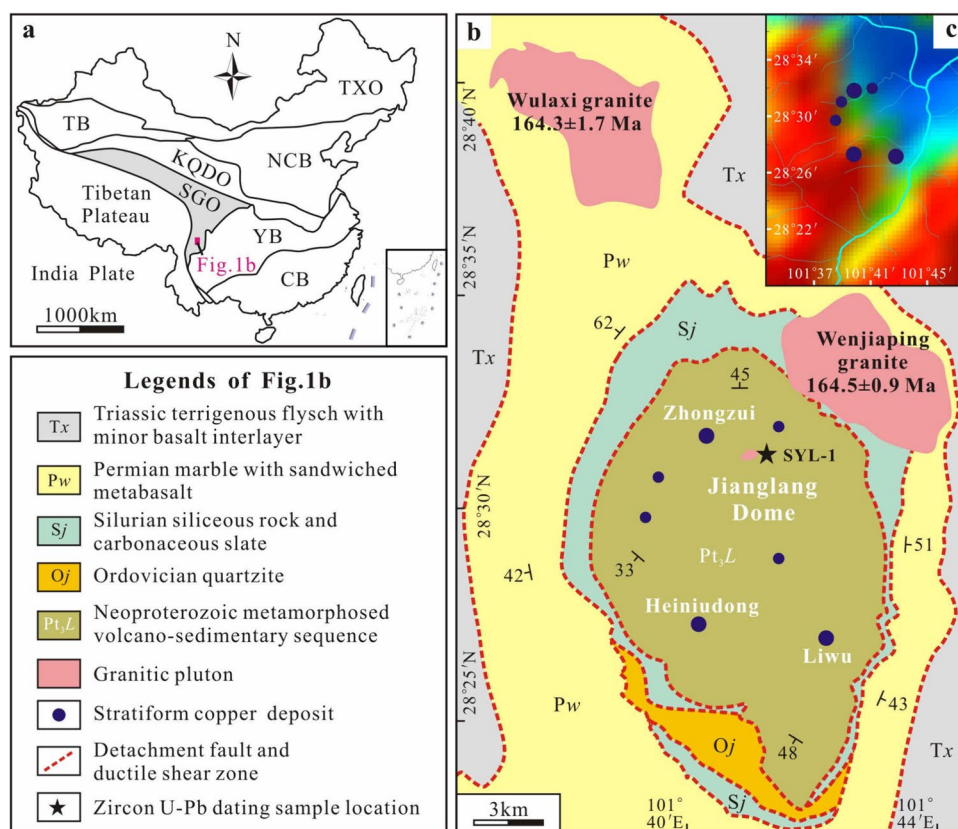 a
N
TXO
TB
NCB
KQDO
SGO
Tibetan
Plateau
YB
Fig.1b
India Plate
CB
1000km
Legends of Fig.1b
Tx
Triassic terrigenous flysch with
minor basalt interlayer
Pw
Permian marble with sandwiched
metabasalt
Sj
Silurian siliceous rock and
carbonaceous slate
Oj
Ordovician quartzite
Pt₃L
Neoproterozoic metamorphosed
volcano-sedimentary sequence
Granitic pluton
Stratiform copper deposit
Detachment fault and
ductile shear zone
Zircon U-Pb dating sample location
b
28°40′N
Wulaxi granite
164.3±1.7 Ma
Tx
c
28°34′
28°30′
28°26′
28°22′
101°37′
101°41′
101°45′
28°35′N
Pw
62
Sj
Tx
Wenjiaping
granite
164.5±0.9 Ma
45
Zhongzui
SYL-1
Jianglang
Dome
28°30′N
51
Pt₃L
33
42
Heiniudong
Liwu
28°25′N
43
Pw
Oj
48
Tx
Sj
3km
101°
40′E
101°
44′E